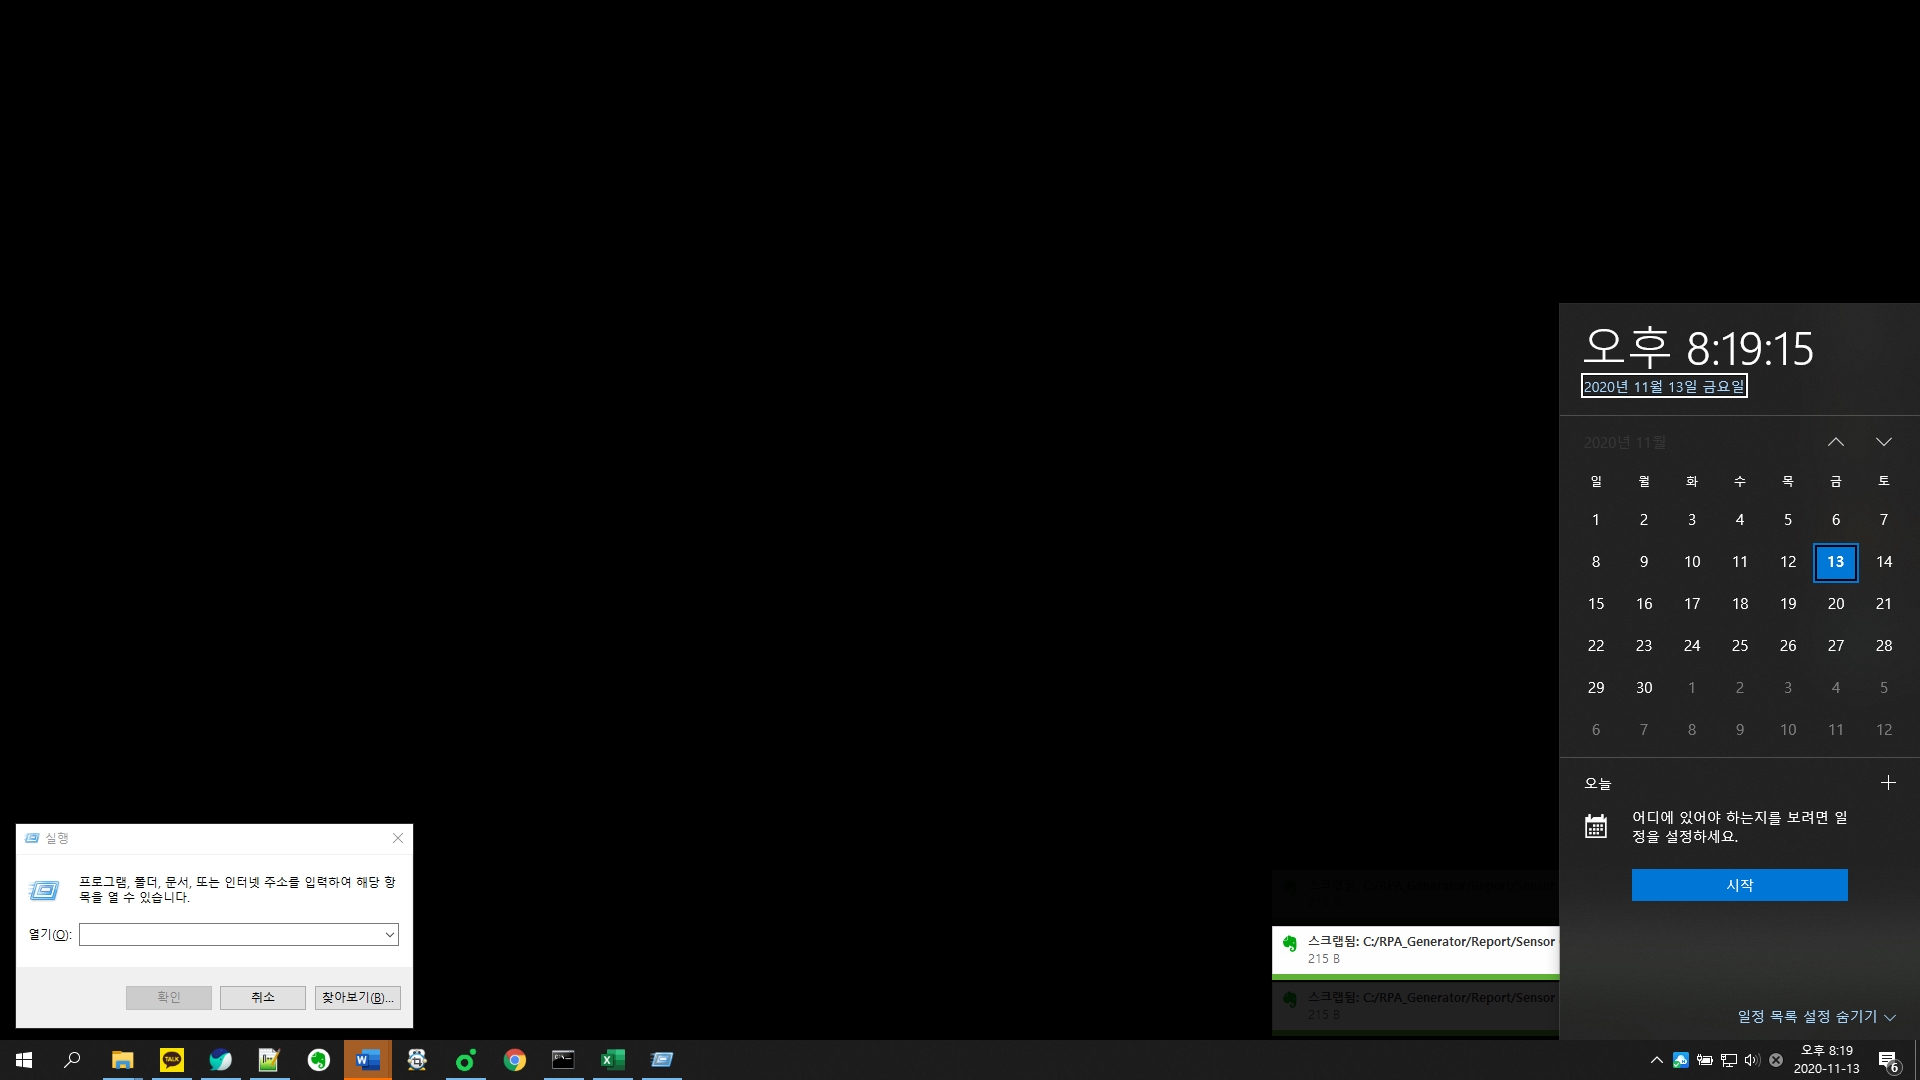 오후 8:19:15
2020년 11월 13일 금요일
2020년 11월
일 월 화 수 목 금 토
1 2 3 4 5 6 7
8 9 10 11 12 13 14
15 16 17 18 19 20 21
22 23 24 25 26 27 28
29 30 1 2 3 4 5
6 7 8 9 10 11 12
오늘
어디에 있어야 하는지를 보려면 일
정을 설정하세요.
시작
일정 목록 설정 숨기기
실행
프로그램, 폴더, 문서, 또는 인터넷 주소를 입력하여 해당 항
목을 열 수 있습니다.
열기(O):
확인 취소 찾아보기(B)...
스크랩됨: C:/RPA_Generator/Report/Sensor
스크랩됨: C:/RPA_Generator/Report/Sensor
215 B
스크랩됨: C:/RPA_Generator/Report/Sensor
215 B
TALK
오후 8:19
2020-11-13
6